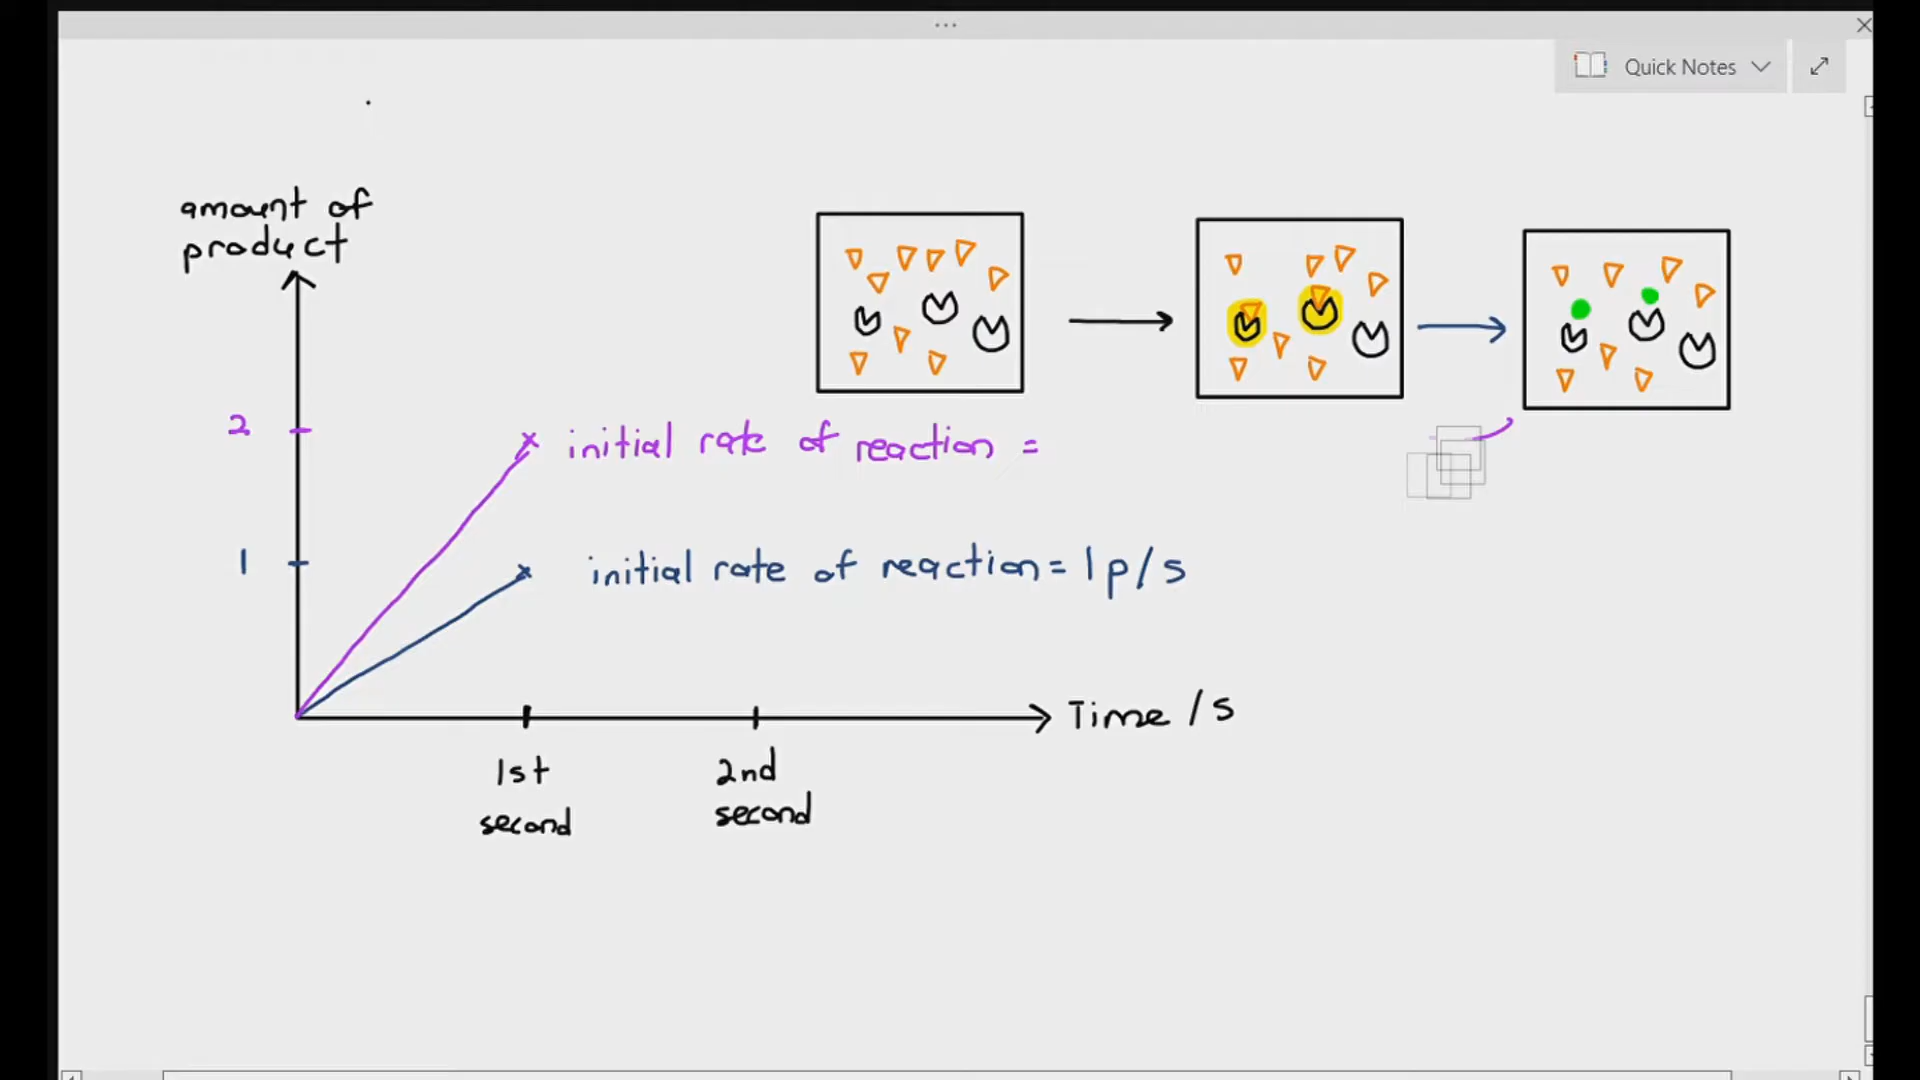 Quick Notes
amount of
product
2
initial rate of reaction =
1
initial rate of reaction = 1 p/s
Time /s
1st
second
2nd
second